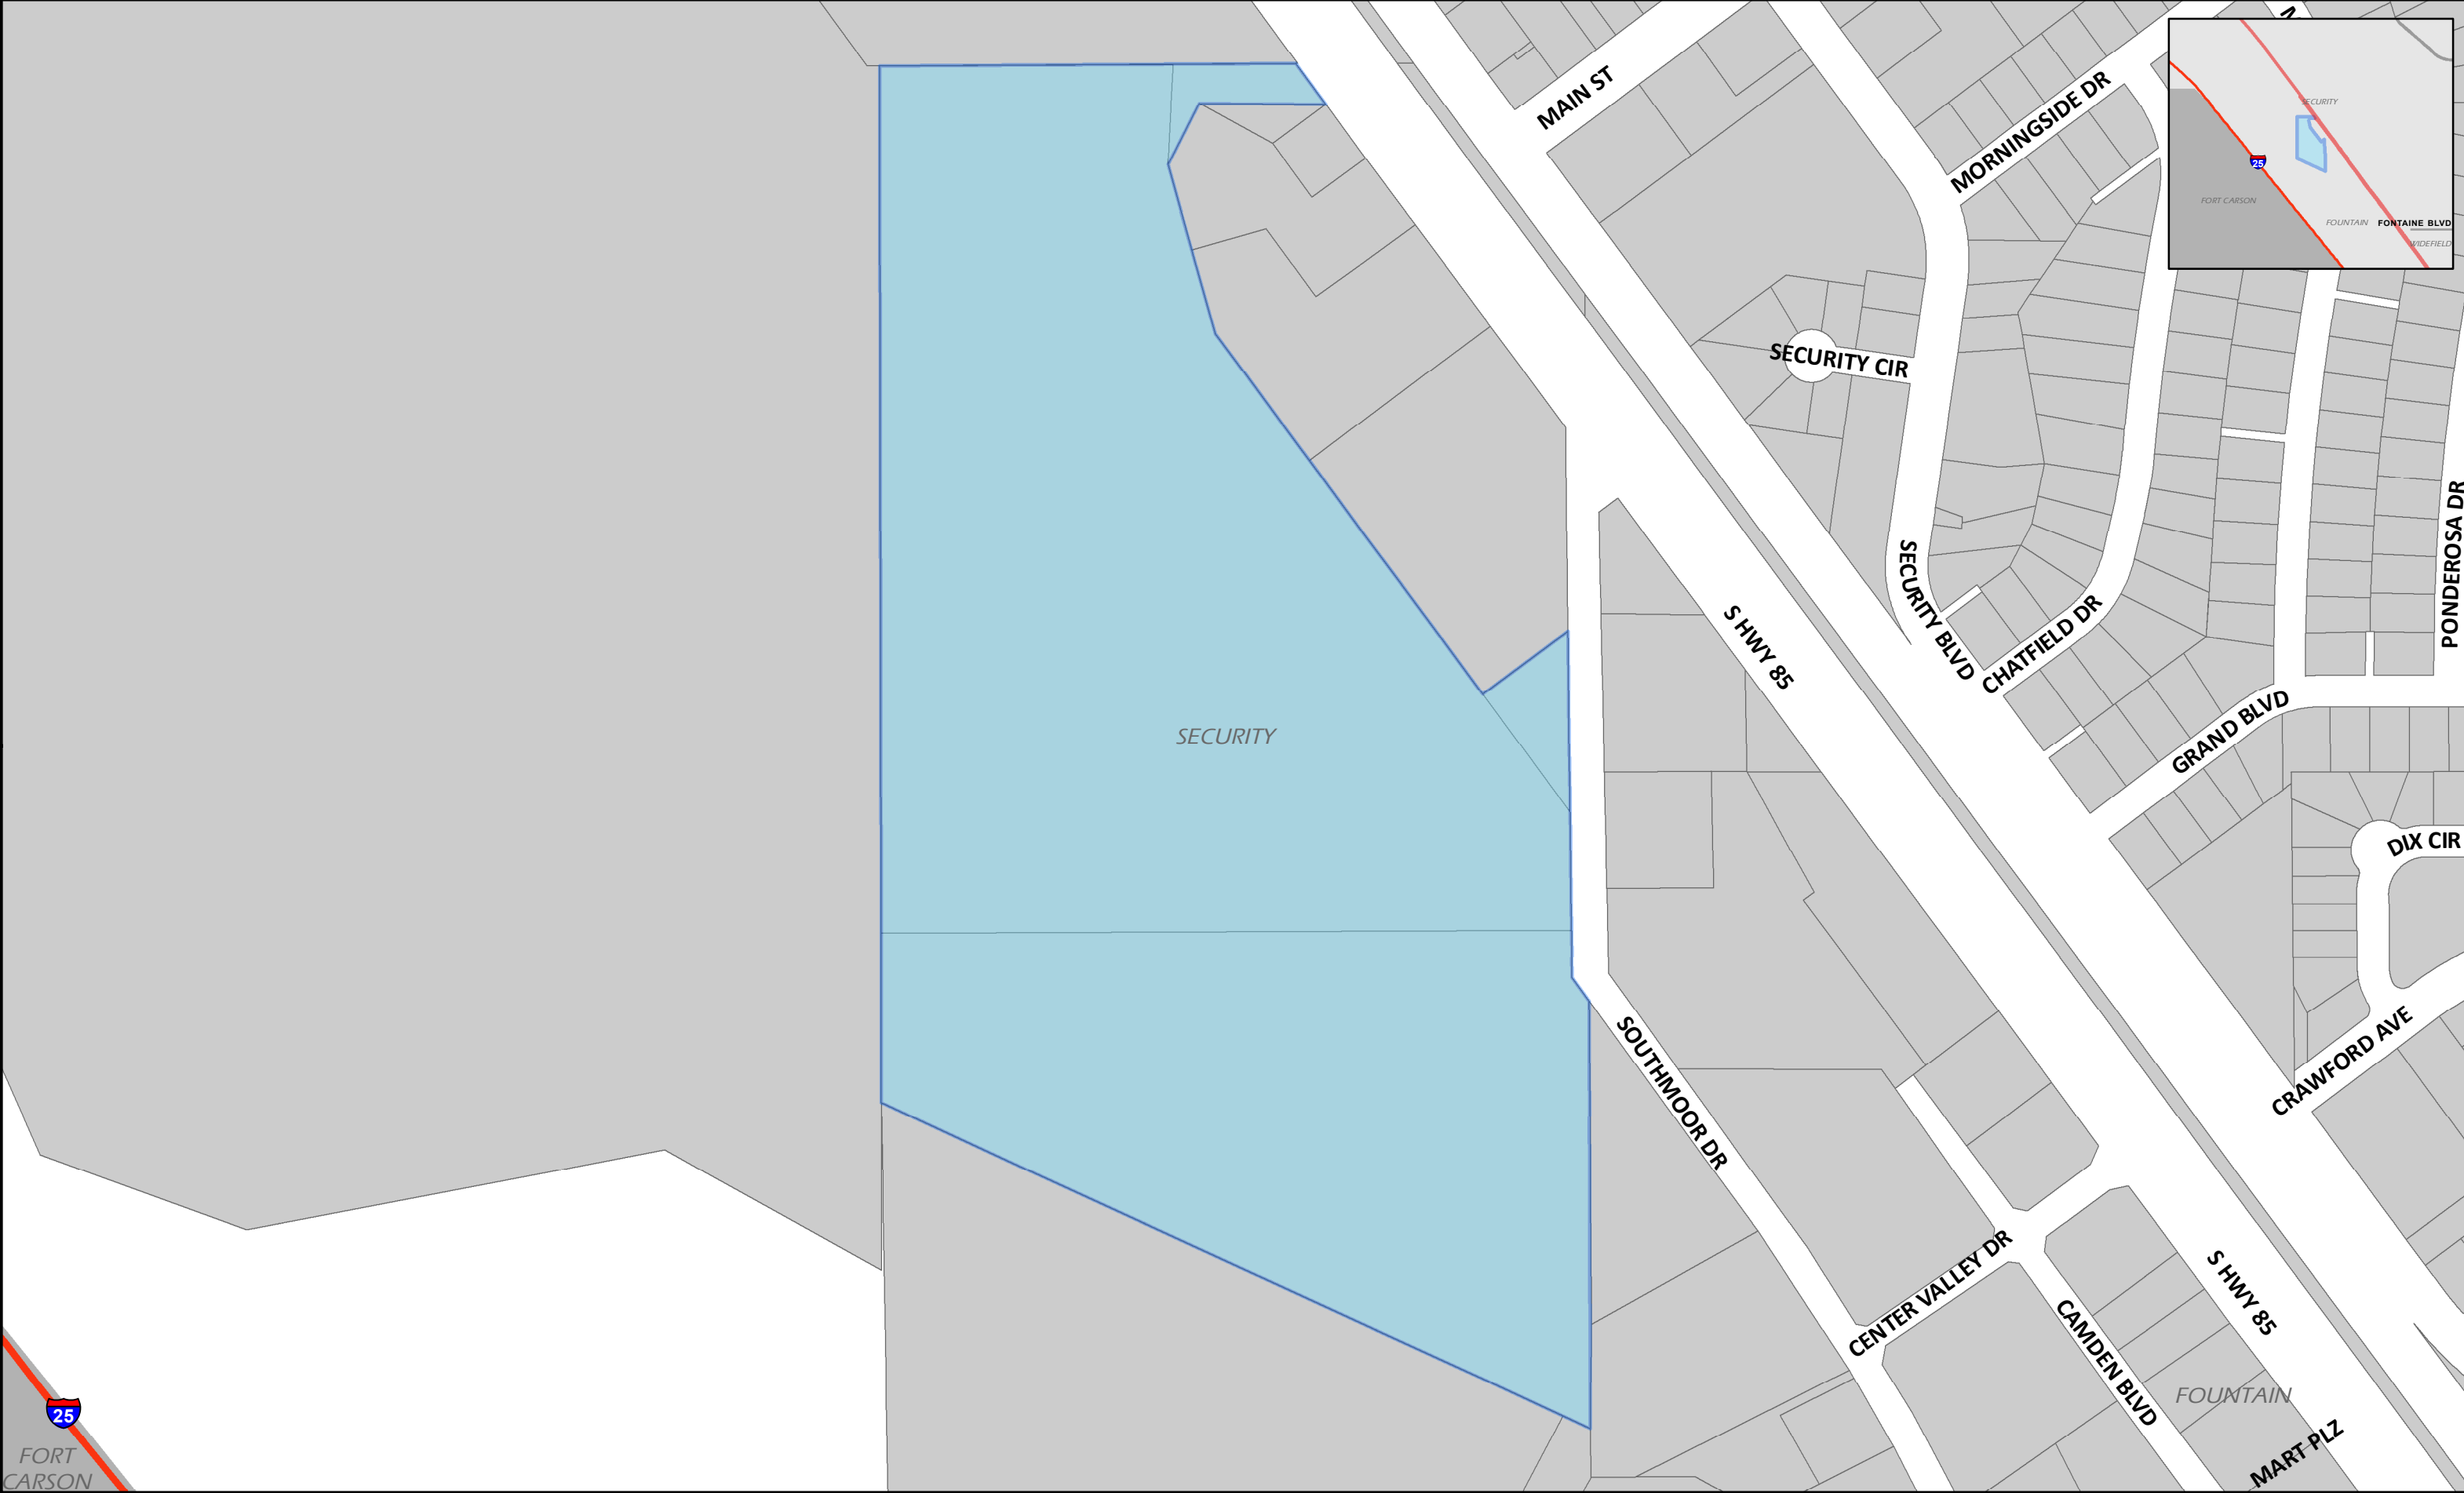 MAIN ST
MORNINGSIDE DR
SECURITY
25
FORT CARSON
FOUNTAIN
FONTAINE BLVD
WIDEFIELD
SECURITY CIR
SECURITY BLVD
CHATFIELD DR
PONDEROSA DR
S HWY 85
SECURITY
GRAND BLVD
DIX CIR
CRAWFORD AVE
SOUTHMOOR DR
CENTER VALLEY DR
S HWY 85
CAMDEN BLVD
FOUNTAIN
MART PLZ
25
FORT
CARSON